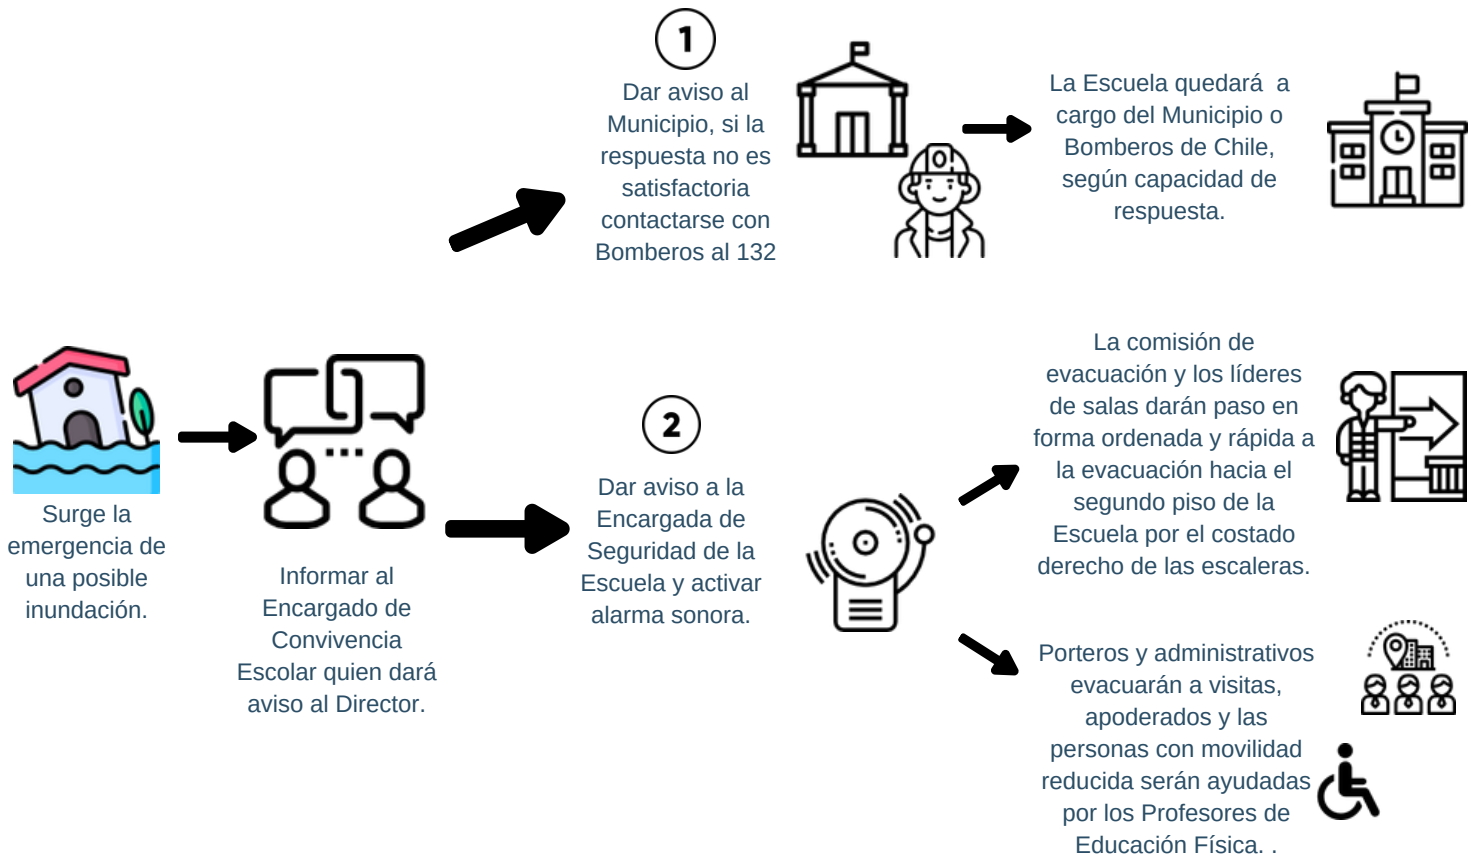 Surge la
emergencia de
una posible
inundación.
Informar al
Encargado de
Convivencia
Escolar quien dará
aviso al Director.
1
Dar aviso al
Municipio, si la
respuesta no es
satisfactoria
contactarse con
Bomberos al 132
La Escuela quedará  a
cargo del Municipio o
Bomberos de Chile,
según capacidad de
respuesta.
2
Dar aviso a la
Encargada de
Seguridad de la
Escuela y activar
alarma sonora.
La comisión de
evacuación y los líderes
de salas darán paso en
forma ordenada y rápida a
la evacuación hacia el
segundo piso de la
Escuela por el costado
derecho de las escaleras.
Porteros y administrativos
evacuarán a visitas,
apoderados y las
personas con movilidad
reducida serán ayudadas
por los Profesores de
Educación Física. .